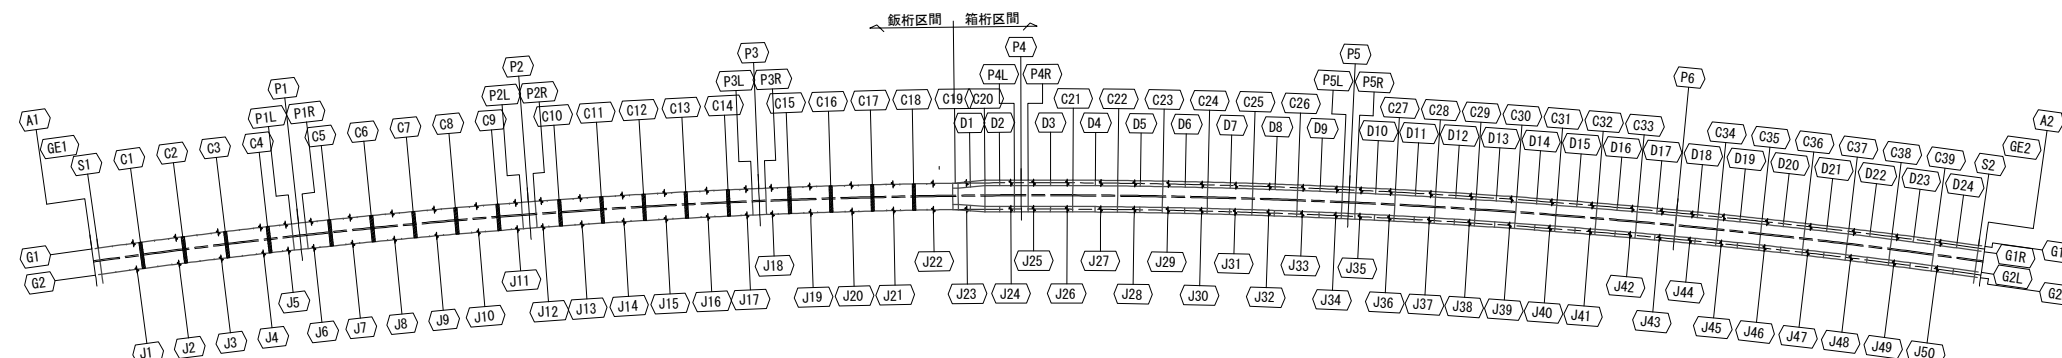 鈑桁区間 箱桁区間
A1 GE1 S1 C1 C2 C3 C4 P1L P1 P1R C5 C6 C7 C8 C9 P2L P2 P2R C10 C11 C12 C13 C14 P3L P3 P3R C15 C16 C17 C18 C19 C20 P4L P4 P4R C21 C22 C23 C24 C25 C26 P5L P5 P5R C27 C28 C29 C30 C31 C32 C33 P6 C34 C35 C36 C37 C38 C39 S2 GE2 A2
D1 D2 D3 D4 D5 D6 D7 D8 D9 D10 D11 D12 D13 D14 D15 D16 D17 D18 D19 D20 D21 D22 D23 D24
G1
G2
G1
G1R
G2L
G2
J1 J2 J3 J4 J5 J6 J7 J8 J9 J10 J11 J12 J13 J14 J15 J16 J17 J18 J19 J20 J21 J22 J23 J24 J25 J26 J27 J28 J29 J30 J31 J32 J33 J34 J35 J36 J37 J38 J39 J40 J41 J42 J43 J44 J45 J46 J47 J48 J49 J50